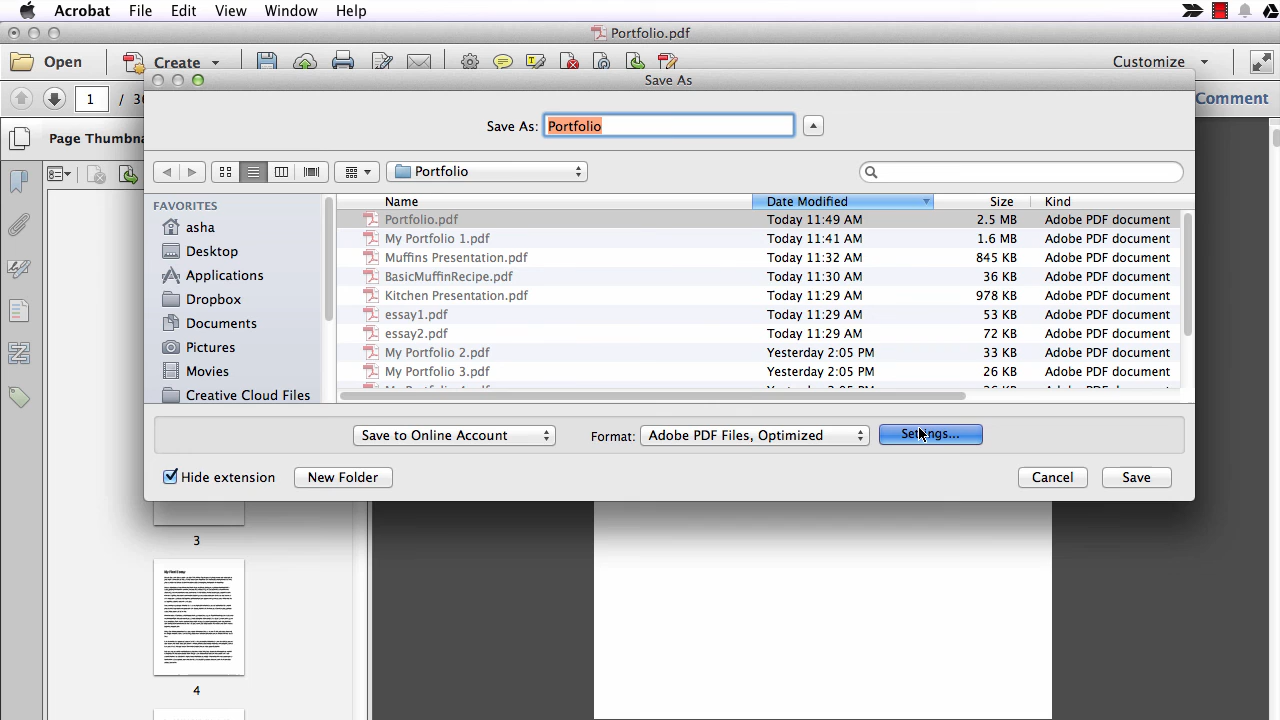 Acrobat File Edit View Window Help
Portfolio.pdf
Open Create Customize
1 / 3
Comment
Save As
Page Thumbna
Save As: Portfolio
Portfolio
FAVORITES
asha
Desktop
Applications
Dropbox
Documents
Pictures
Movies
Creative Cloud Files
Name Date Modified Size Kind
Portfolio.pdf Today 11:49 AM 2.5 MB Adobe PDF document
My Portfolio 1.pdf Today 11:41 AM 1.6 MB Adobe PDF document
Muffins Presentation.pdf Today 11:32 AM 845 KB Adobe PDF document
BasicMuffinRecipe.pdf Today 11:30 AM 36 KB Adobe PDF document
Kitchen Presentation.pdf Today 11:29 AM 978 KB Adobe PDF document
essay1.pdf Today 11:29 AM 53 KB Adobe PDF document
essay2.pdf Today 11:29 AM 72 KB Adobe PDF document
My Portfolio 2.pdf Yesterday 2:05 PM 33 KB Adobe PDF document
My Portfolio 3.pdf Yesterday 2:05 PM 26 KB Adobe PDF document
Save to Online Account Format: Adobe PDF Files, Optimized Settings...
Hide extension New Folder Cancel Save
3
4